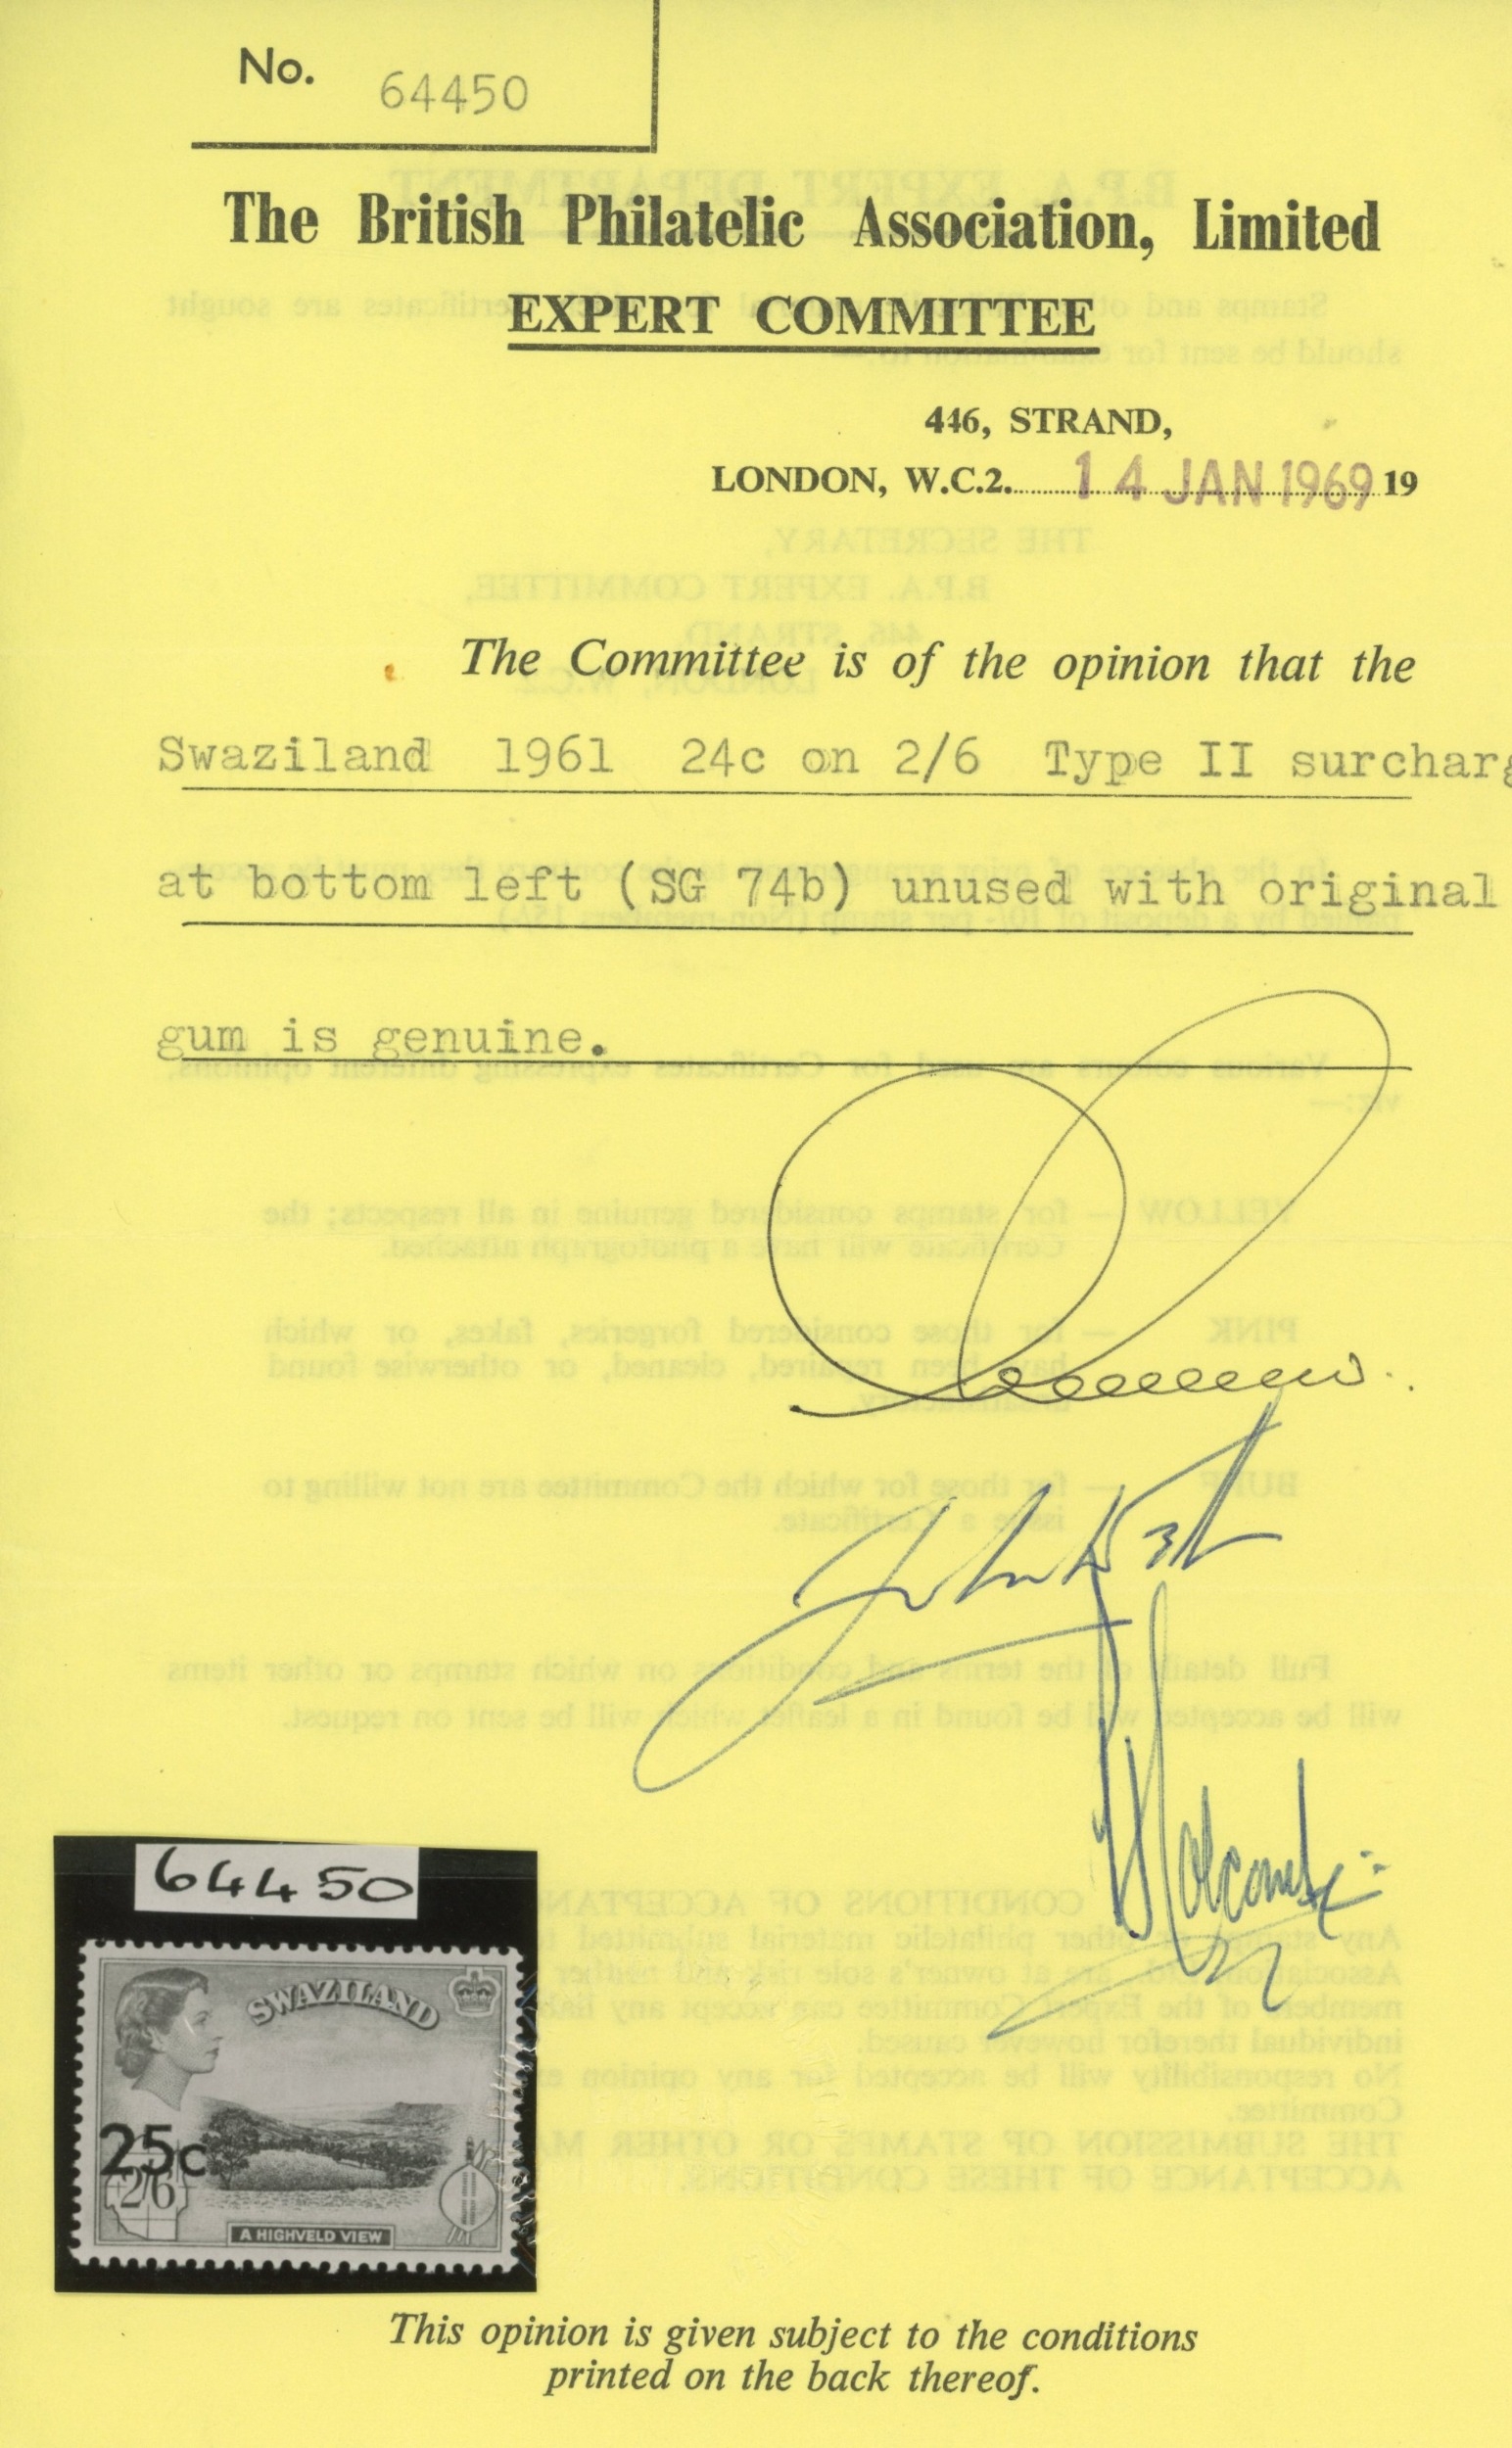 No. 64450
The British Philatelic Association, Limited
EXPERT COMMITTEE
446, STRAND,
LONDON, W.C.2. 14 JAN 1969 19
The Committee is of the opinion that the
Swaziland 1961 24c on 2/6 Type II surcharg
at bottom left (SG 74b) unused with original
gum is genuine.
Holcombe
64450
SWAZILAND
25c
2/6
A HIGHVELD VIEW
This opinion is given subject to the conditions
printed on the back thereof.